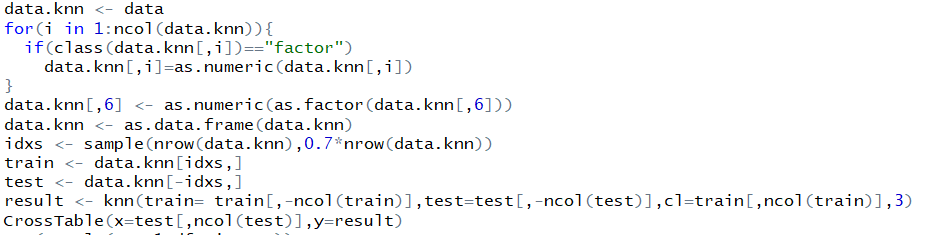 data.knn <- data
for(i in 1:ncol(data.knn)){
  if(class(data.knn[,i])=="factor")
    data.knn[,i]=as.numeric(data.knn[,i])
}
data.knn[,6] <- as.numeric(as.factor(data.knn[,6]))
data.knn <- as.data.frame(data.knn)
idxs <- sample(nrow(data.knn),0.7*nrow(data.knn))
train <- data.knn[idxs,]
test <- data.knn[-idxs,]
result <- knn(train= train[,-ncol(train)],test=test[,-ncol(test)],cl=train[,ncol(train)],3)
CrossTable(x=test[,ncol(test)],y=result)